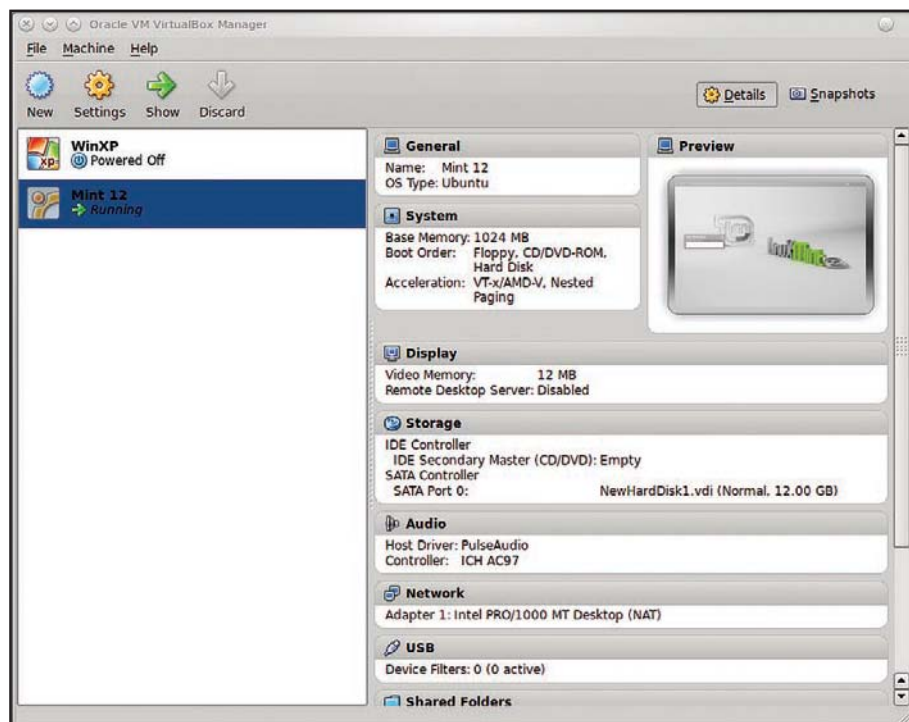 Oracle VM VirtualBox Manager
File Machine Help
New Settings Show Discard
Details Snapshots
WinXP
Powered Off
Mint 12
Running
General
Name: Mint 12
OS Type: Ubuntu
System
Base Memory: 1024 MB
Boot Order: Floppy, CD/DVD-ROM,
Hard Disk
Acceleration: VT-x/AMD-V, Nested
Paging
Preview
linuxMint
Display
Video Memory: 12 MB
Remote Desktop Server: Disabled
Storage
IDE Controller
IDE Secondary Master (CD/DVD): Empty
SATA Controller
SATA Port 0: NewHardDisk1.vdi (Normal, 12.00 GB)
Audio
Host Driver: PulseAudio
Controller: ICH AC97
Network
Adapter 1: Intel PRO/1000 MT Desktop (NAT)
USB
Device Filters: 0 (0 active)
Shared Folders